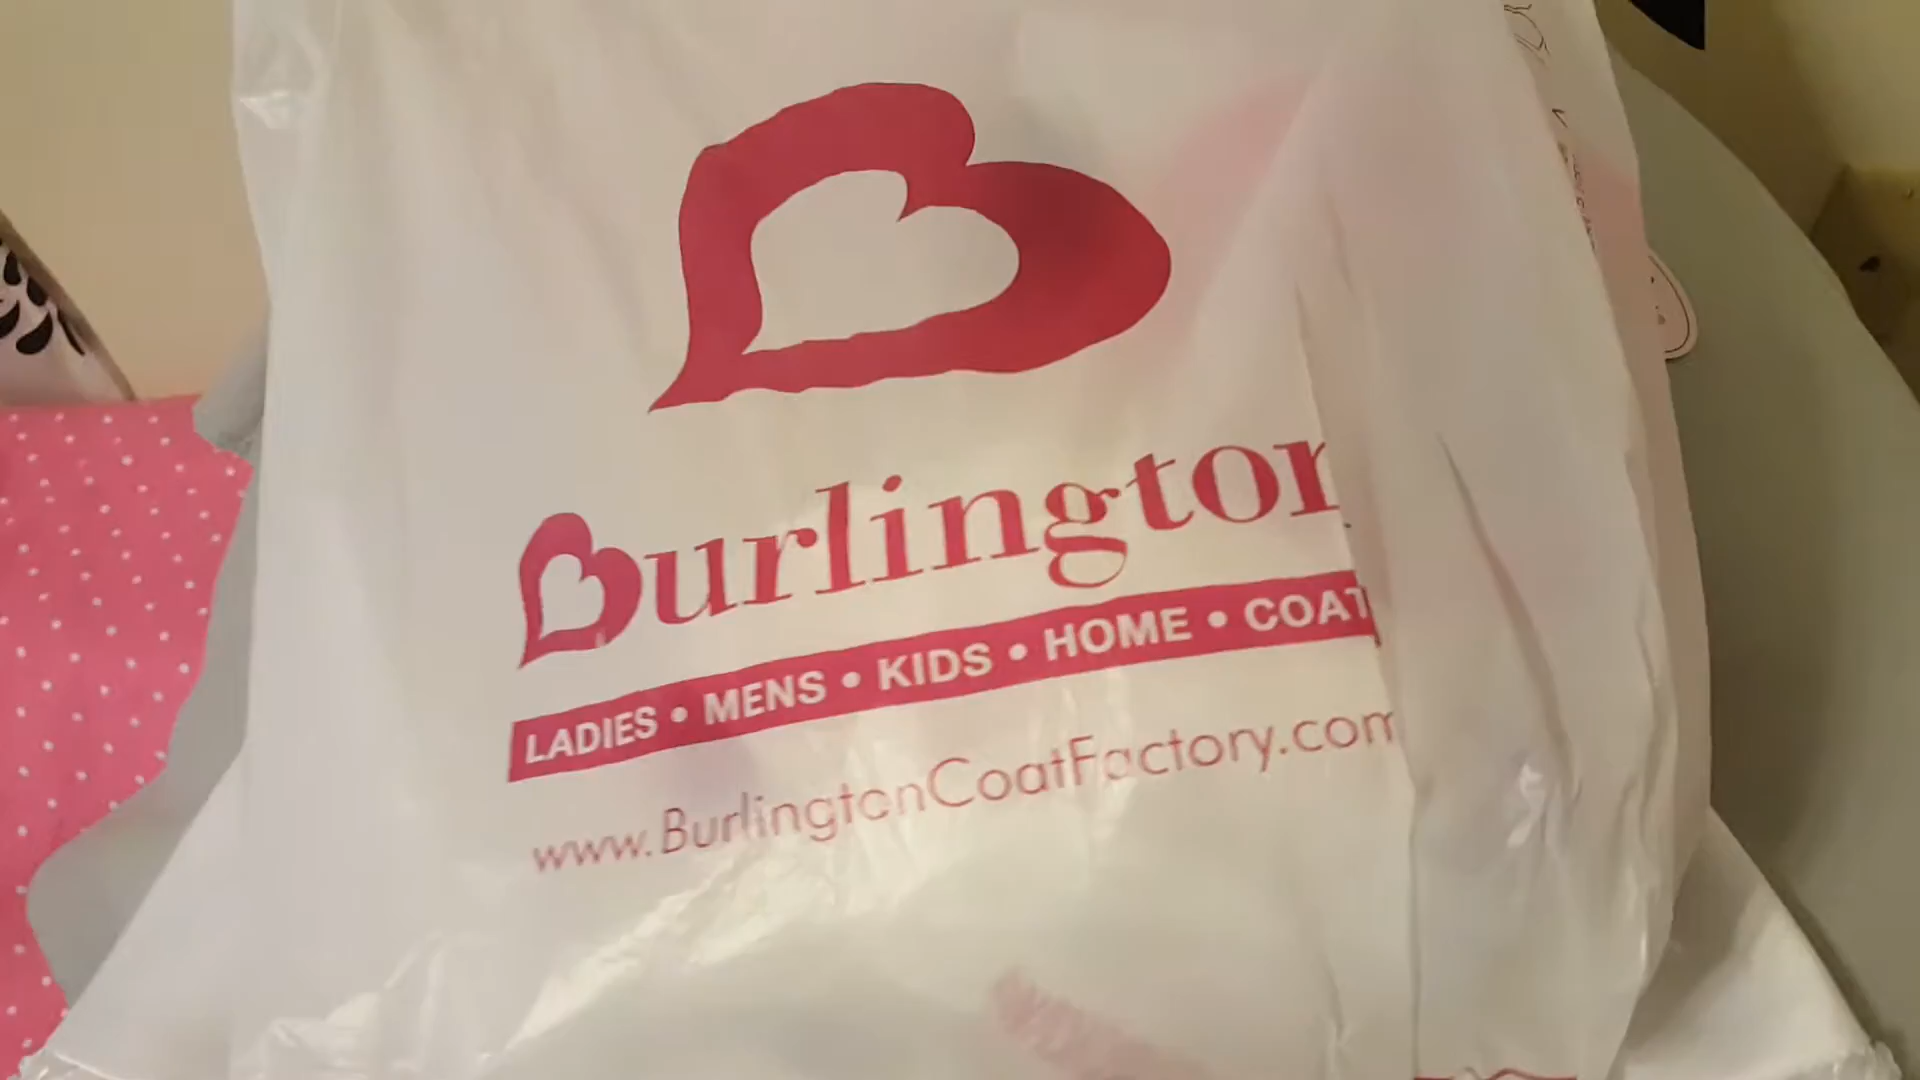 Burlington
LADIES • MENS • KIDS • HOME • COAT
www.BurlingtonCoatFactory.com